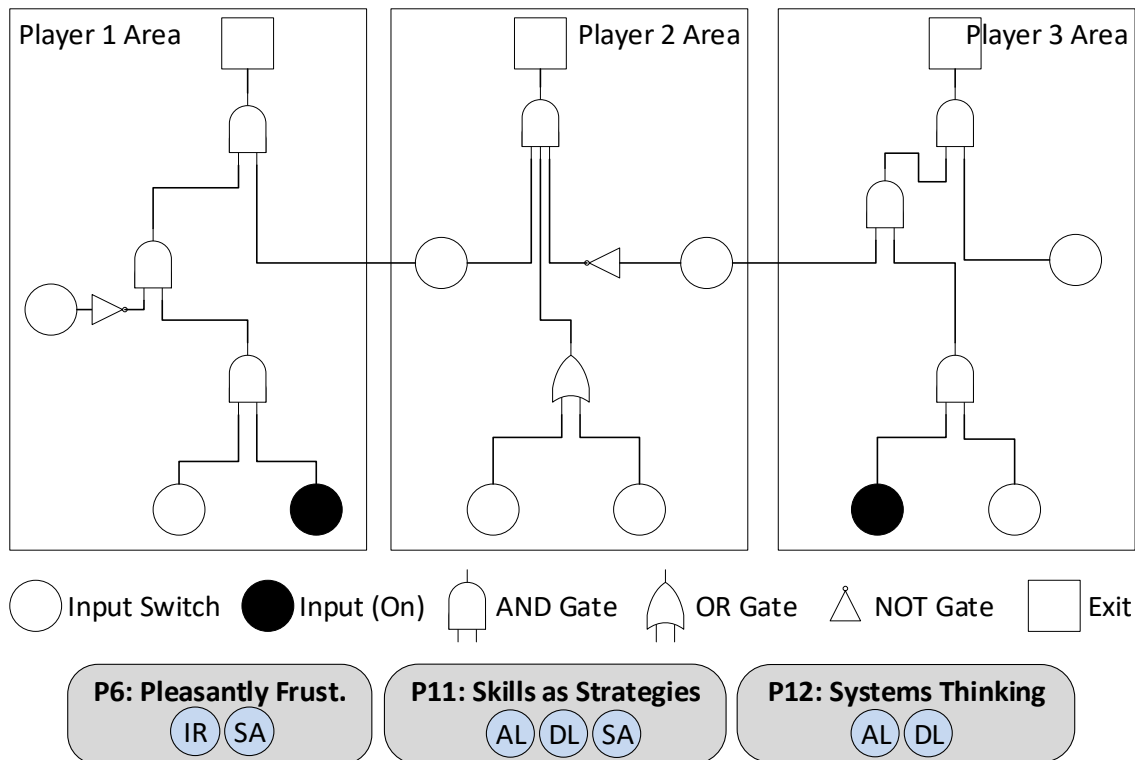 Player 1 Area
Player 2 Area
Player 3 Area
Input Switch
Input (On)
AND Gate
OR Gate
NOT Gate
Exit
P6: Pleasantly Frust.
IR SA
P11: Skills as Strategies
AL DL SA
P12: Systems Thinking
AL DL